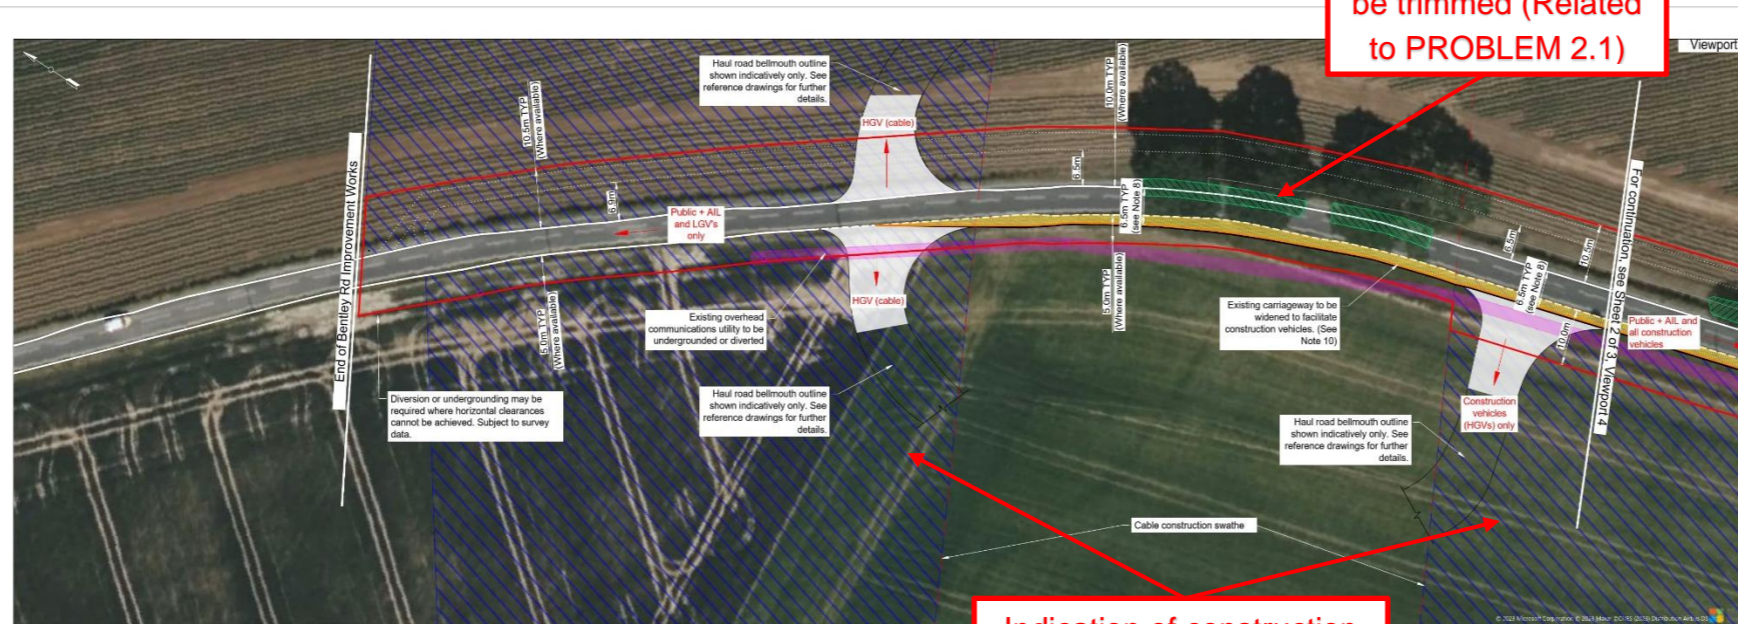 be trimmed (Related
to PROBLEM 2.1)
Viewport
Haul road bellmouth outline
shown indicatively only. See
reference drawings for further
details.
10.5m TYP
(Where available)
10.0m TYP
(Where available)
HGV (cable)
6.9m
6.5m
6.5m TYP
(see Note 8)
Public + AIL
and LGV's
only
End of Bentley Rd Improvement Works
For continuation, see Sheet 2 of 3, Viewport 4
6.5m
10.5m
6.5m TYP
(see Note 8)
HGV (cable)
5.0m TYP
(Where available)
5.0m TYP
(Where available)
Existing overhead
communications utility to be
undergrounded or diverted
Existing carriageway to be
widened to facilitate
construction vehicles. (See
Note 10)
10.0m
Public + AIL and
all construction
vehicles
Diversion or undergrounding may be
required where horizontal clearances
cannot be achieved. Subject to survey
data.
Haul road bellmouth outline
shown indicatively only. See
reference drawings for further
details.
Construction
vehicles
(HGVs) only
Haul road bellmouth outline
shown indicatively only. See
reference drawings for further
details.
Cable construction swathe
Indication of construction